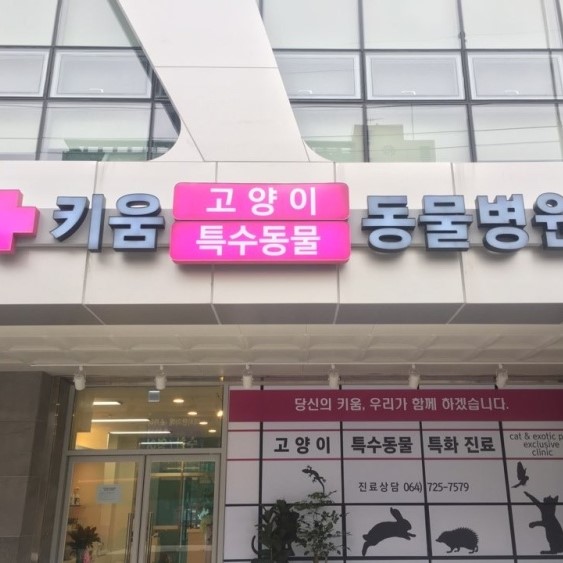 키움 고양이 특수동물 동물병원
당신의 키움, 우리가 함께 하겠습니다.
고양이 특수동물 특화 진료
cat & exotic
exclusive
clinic
진료상담 064) 725-7579